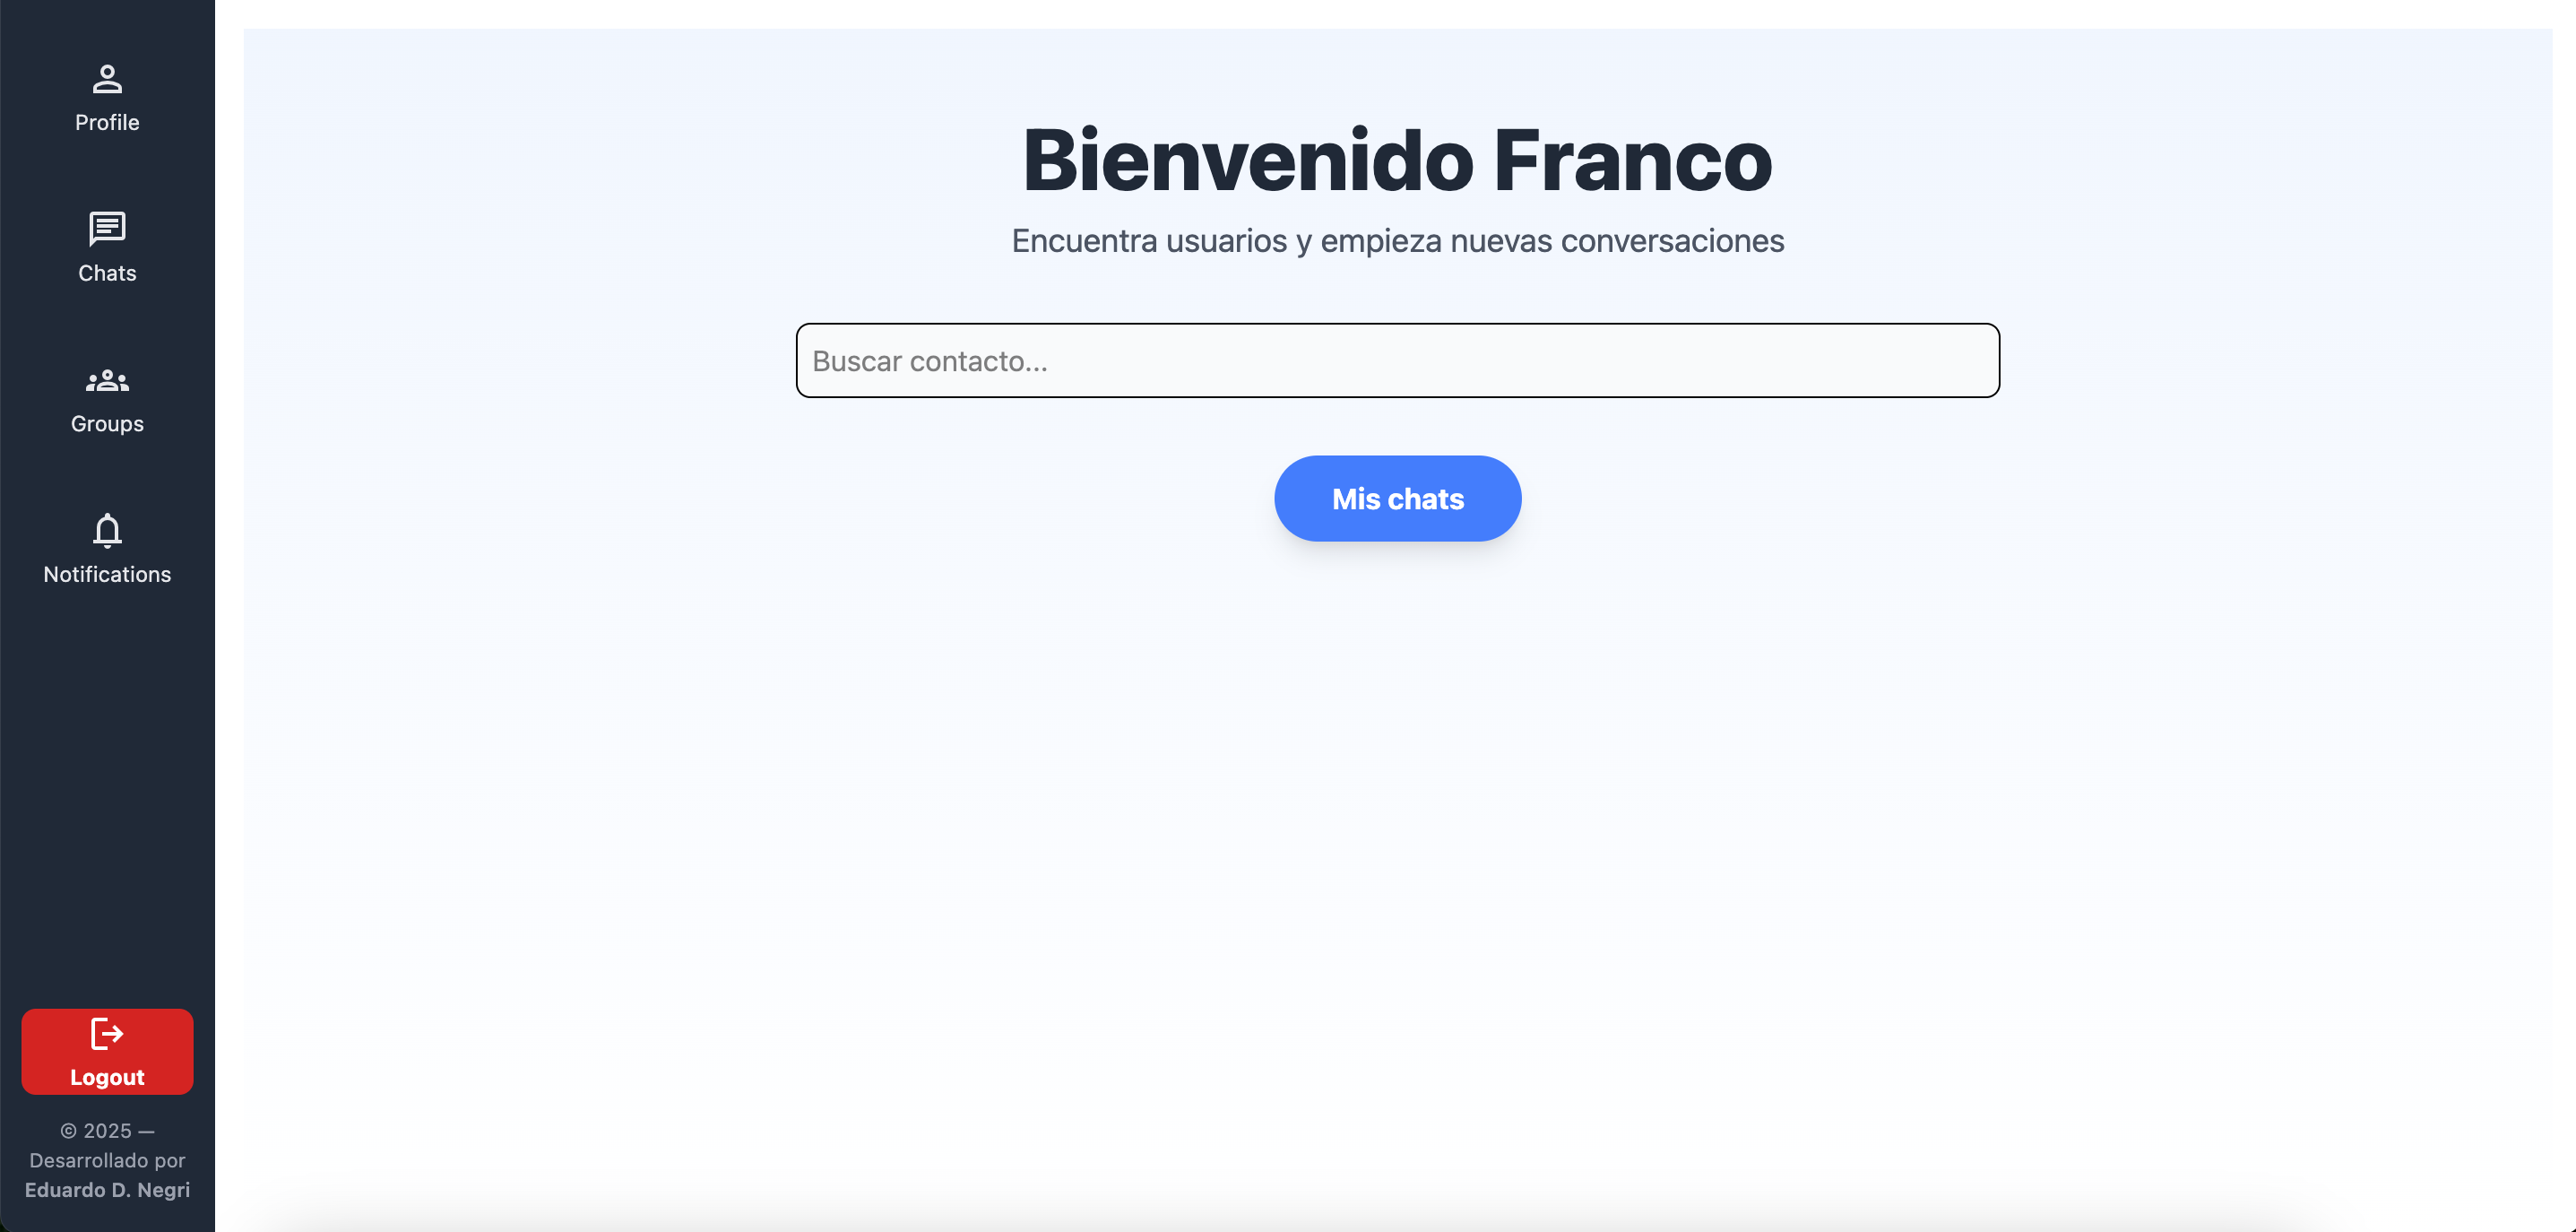 Profile
Chats
Groups
Notifications
Logout
© 2025 —
Desarrollado por
Eduardo D. Negri
Bienvenido Franco
Encuentra usuarios y empieza nuevas conversaciones
Buscar contacto...
Mis chats